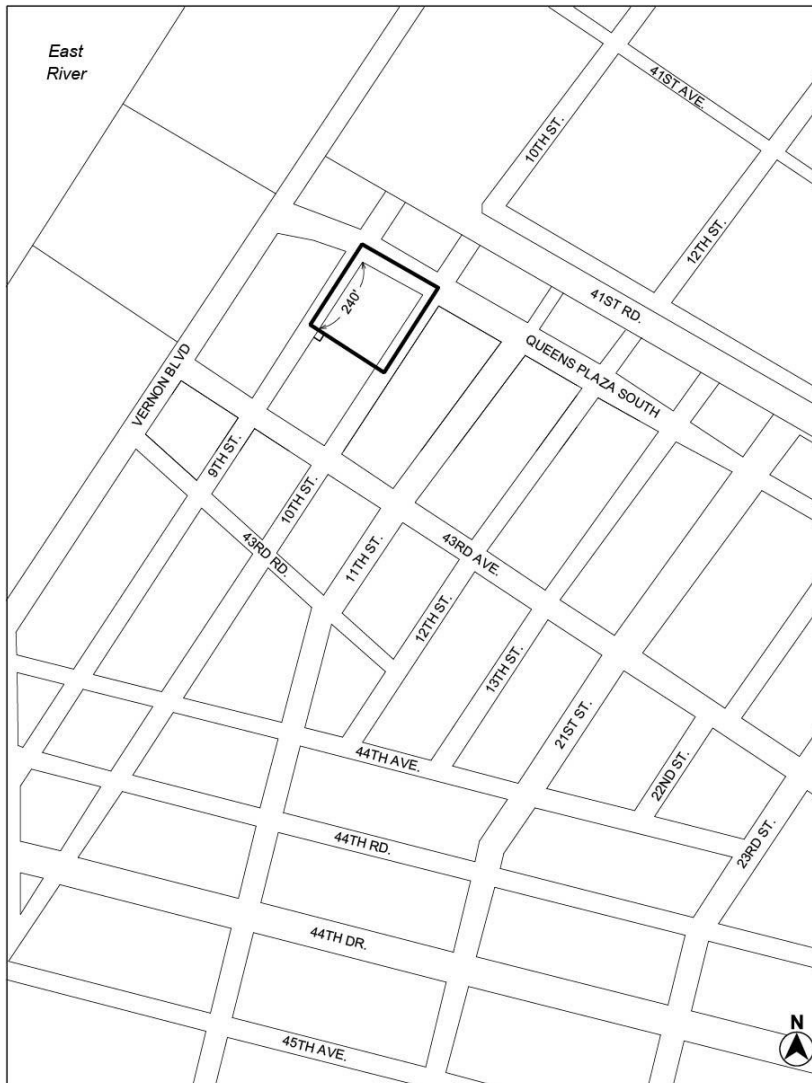 East
River
41ST AVE.
10TH ST.
12TH ST.
41ST RD.
240'
QUEENS PLAZA SOUTH
VERNON BLVD
9TH ST.
10TH ST.
43RD RD.
11TH ST.
43RD AVE.
12TH ST.
13TH ST.
21ST ST.
22ND ST.
23RD ST.
44TH AVE.
44TH RD.
44TH DR.
45TH AVE.
N